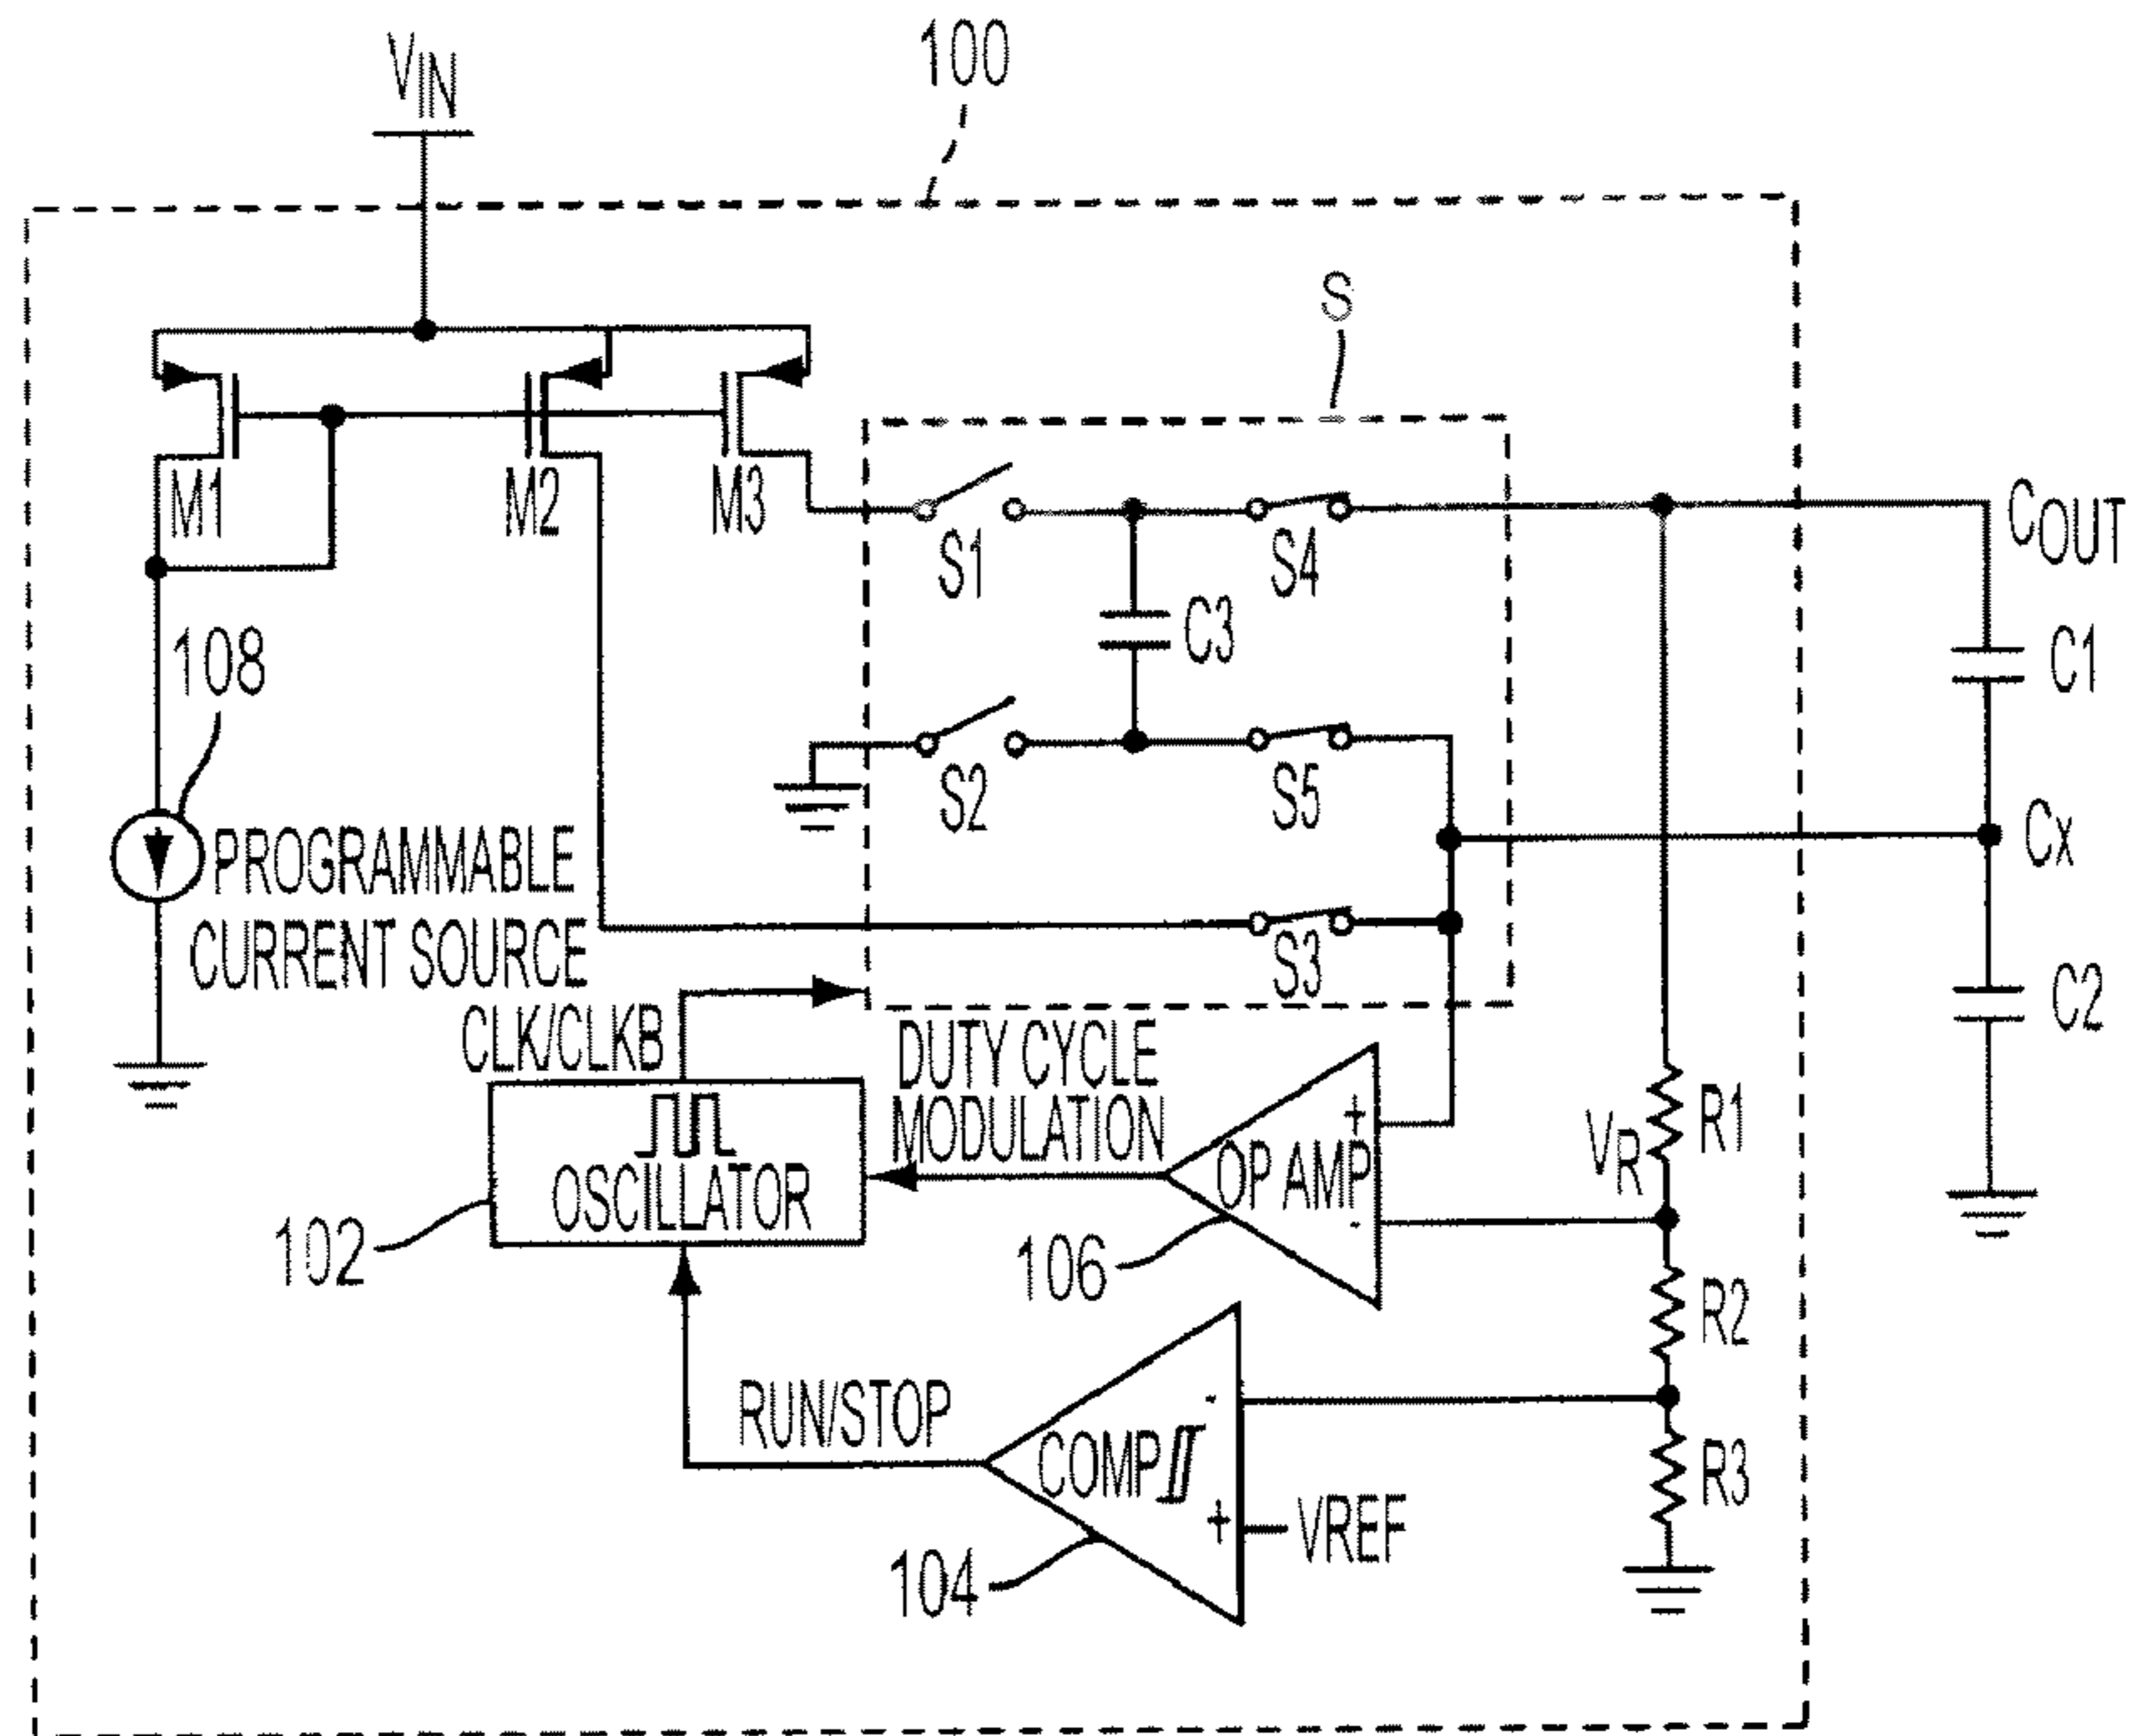 100
VIN
S
M1
M2
M3
S1
S4
COUT
C3
C1
108
S2
S5
CX
PROGRAMMABLE
CURRENT SOURCE
S3
C2
CLK/CLKB
DUTY CYCLE
MODULATION
+
OP AMP
-
VR
R1
OSCILLATOR
102
106
R2
RUN/STOP
-
COMP
+
VREF
R3
104